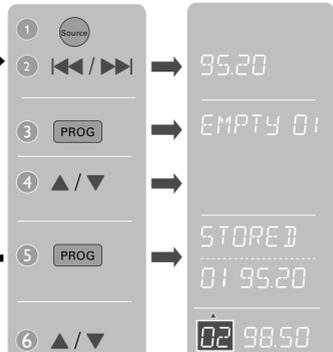 1 Source
2 / 95.20
3 PROG EMPTY 01
4 /
STORED
5 PROG
01 95.20
6 / 02 98.50